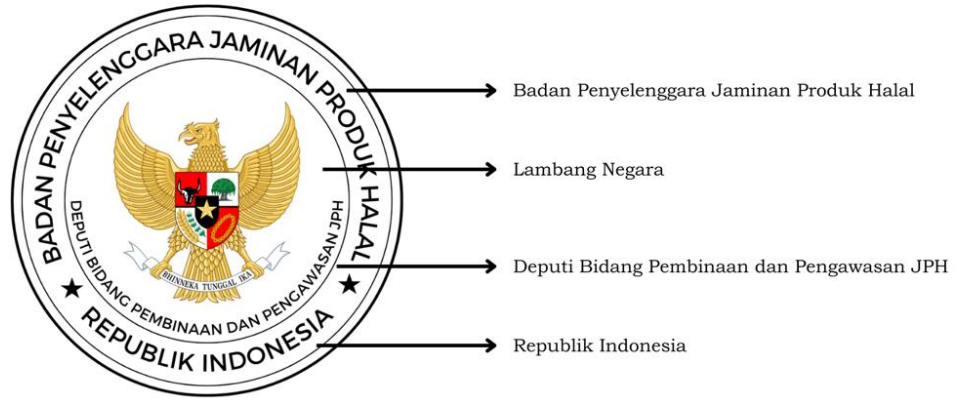 BADAN PENYELENGGARA JAMINAN PRODUK HALAL
DEPUTI BIDANG PEMBINAAN DAN PENGAWASAN JPH
BHINNEKA TUNGGAL IKA
★ REPUBLIK INDONESIA ★
Badan Penyelenggara Jaminan Produk Halal
Lambang Negara
Deputi Bidang Pembinaan dan Pengawasan JPH
Republik Indonesia